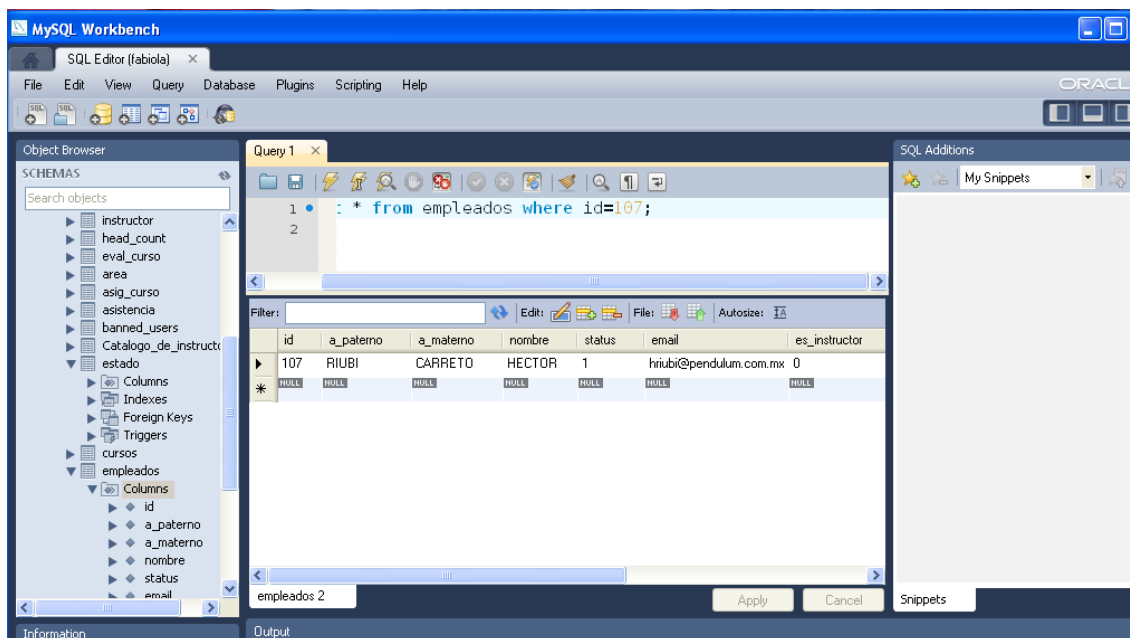 MySQL Workbench
SQL Editor (fabiola)
File Edit View Query Database Plugins Scripting Help
ORACL
Object Browser
SCHEMAS
Search objects
instructor
head_count
eval_curso
area
asig_curso
asistencia
banned_users
Catalogo_de_instructo
estado
Columns
Indexes
Foreign Keys
Triggers
cursos
empleados
Columns
id
a_paterno
a_materno
nombre
status
email
Information
Query 1
1 * from empleados where id=107;
2
Filter: Edit: File: Autosize:
id a_paterno a_materno nombre status email es_instructor
107 RIUBI CARRETO HECTOR 1 hriubi@pendulum.com.mx 0
NULL NULL NULL NULL NULL NULL NULL
empleados 2
Apply Cancel
Output
SQL Additions
My Snippets
Snippets